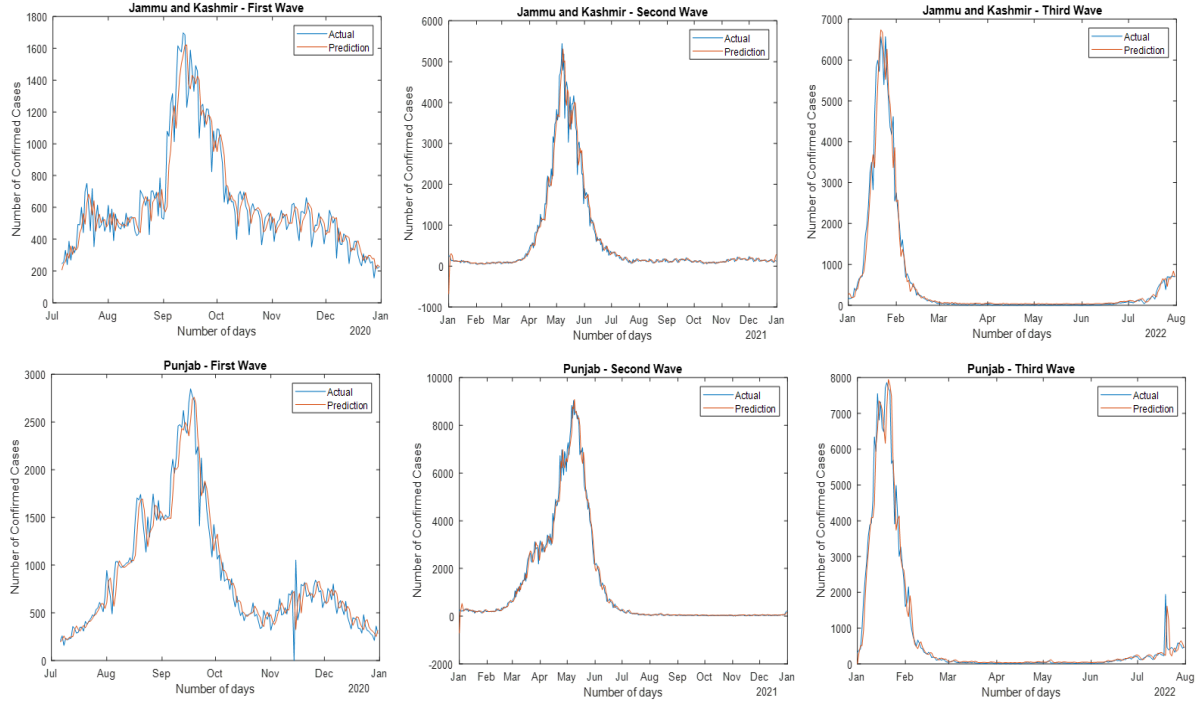 Jammu and Kashmir - First Wave
Number of Confirmed Cases
1800
1600
1400
1200
1000
800
600
400
200
0
Actual
Prediction
Jul Aug Sep Oct Nov Dec Jan
Number of days
2020
Jammu and Kashmir - Second Wave
Number of Confirmed Cases
6000
5000
4000
3000
2000
1000
0
-1000
Actual
Prediction
Jan Feb Mar Apr May Jun Jul Aug Sep Oct Nov Dec Jan
Number of days
2021
Jammu and Kashmir - Third Wave
Number of Confirmed Cases
7000
6000
5000
4000
3000
2000
1000
0
Actual
Prediction
Jan Feb Mar Apr May Jun Jul Aug
Number of days
2022
Punjab - First Wave
Number of Confirmed Cases
3000
2500
2000
1500
1000
500
0
Actual
Prediction
Jul Aug Sep Oct Nov Dec Jan
Number of days
2020
Punjab - Second Wave
Number of Confirmed Cases
10000
8000
6000
4000
2000
0
-2000
Actual
Prediction
Jan Feb Mar Apr May Jun Jul Aug Sep Oct Nov Dec Jan
Number of days
2021
Punjab - Third Wave
Number of Confirmed Cases
8000
7000
6000
5000
4000
3000
2000
1000
0
Actual
Prediction
Jan Feb Mar Apr May Jun Jul Aug
Number of days
2022